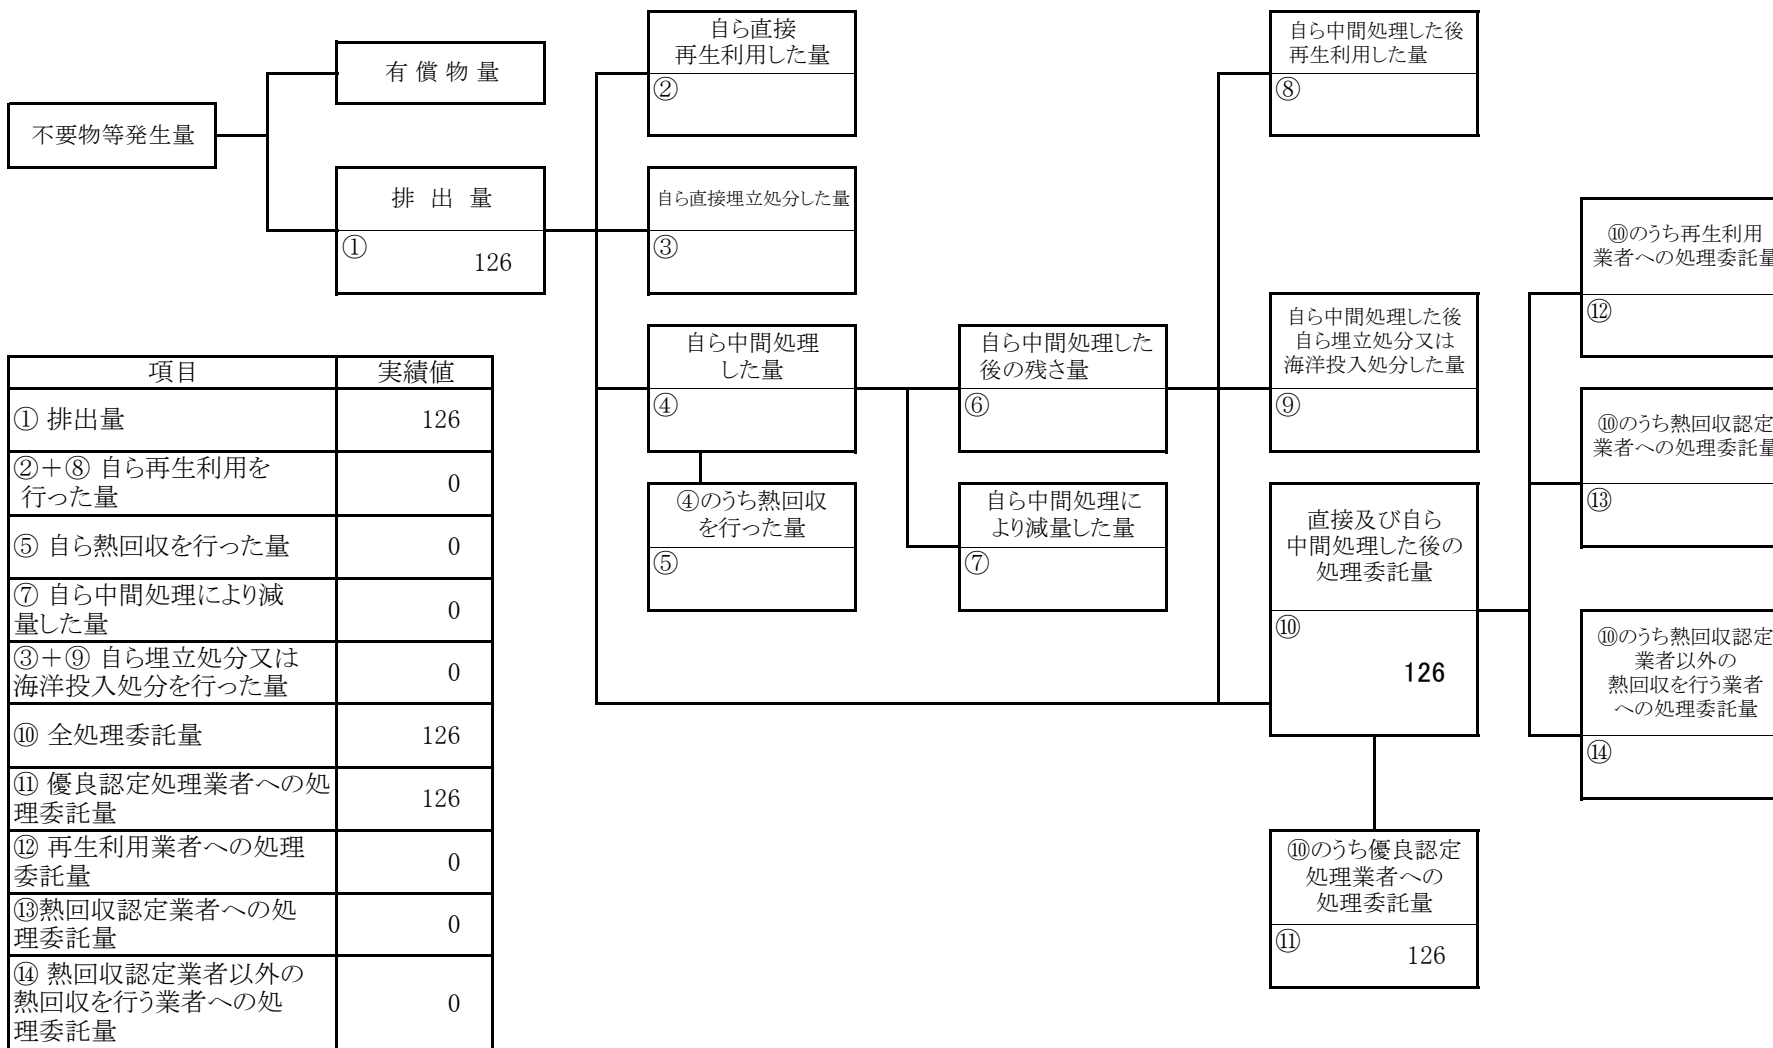 不要物等発生量
有 償 物 量
排 出 量
①
126
自ら直接
再生利用した量
②
自ら直接埋立処分した量
③
自ら中間処理
した量
④
④のうち熱回収
を行った量
⑤
自ら中間処理した
後の残さ量
⑥
自ら中間処理に
より減量した量
⑦
自ら中間処理した後
再生利用した量
⑧
自ら中間処理した後
自ら埋立処分又は
海洋投入処分した量
⑨
直接及び自ら
中間処理した後の
処理委託量
⑩
126
⑩のうち優良認定
処理業者への
処理委託量
⑪
126
⑩のうち再生利用
業者への処理委託量
⑫
⑩のうち熱回収認定
業者への処理委託量
⑬
⑩のうち熱回収認定
業者以外の
熱回収を行う業者
への処理委託量
⑭
項目 実績値
① 排出量 126
②+⑧ 自ら再生利用を
行った量 0
⑤ 自ら熱回収を行った量 0
⑦ 自ら中間処理により減
量した量 0
③+⑨ 自ら埋立処分又は
海洋投入処分を行った量 0
⑩ 全処理委託量 126
⑪ 優良認定処理業者への処
理委託量 126
⑫ 再生利用業者への処理
委託量 0
⑬熱回収認定業者への処
理委託量 0
⑭ 熱回収認定業者以外の
熱回収を行う業者への処
理委託量 0